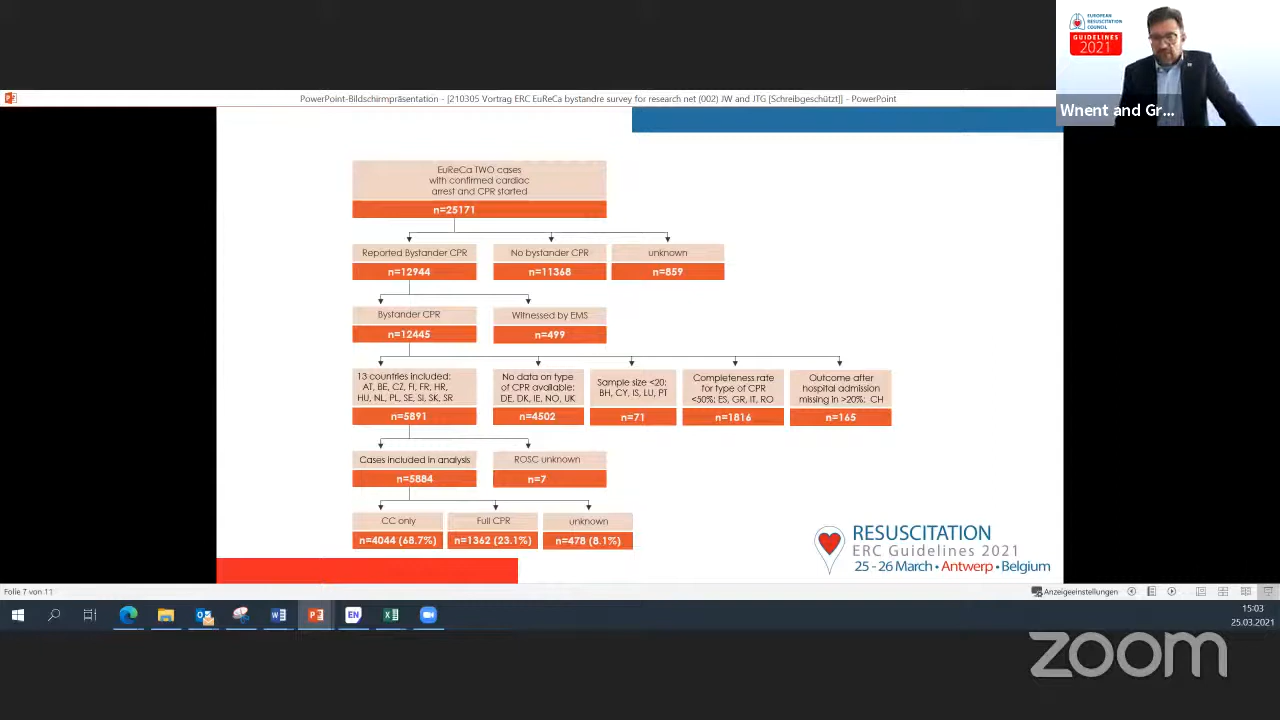 EUROPEAN
RESUSCITATION
COUNCIL
GUIDELINES
2021
Wnent and Gr...
PowerPoint-Bildschirmpräsentation - [210305 Vortrag ERC EuReCa bystandre survey for research net (002) JW and JTG [Schreibgeschützt]] - PowerPoint
EuReCa TWO cases
with confirmed cardiac
arrest and CPR started
n=25171
Reported Bystander CPR
n=12944
No bystander CPR
n=11368
unknown
n=859
Bystander CPR
n=12445
Witnessed by EMS
n=499
13 countries included:
AT, BE, CZ, FI, FR, HR,
HU, NL, PL, SE, SI, SK, SR
n=5891
No data on type
of CPR available:
DE, DK, IE, NO, UK
n=4502
Sample size <20:
BH, CY, IS, LU, PT
n=71
Completeness rate
for type of CPR
<50%: ES, GR, IT, RO
n=1816
Outcome after
hospital admission
missing in >20%: CH
n=165
Cases included in analysis
n=5884
ROSC unknown
n=7
CC only
n=4044 (68.7%)
Full CPR
n=1362 (23.1%)
unknown
n=478 (8.1%)
RESUSCITATION
ERC Guidelines 2021
25 - 26 March • Antwerp • Belgium
Folie 7 von 11
Anzeigeeinstellungen
EN
15:03
25.03.2021
zoom